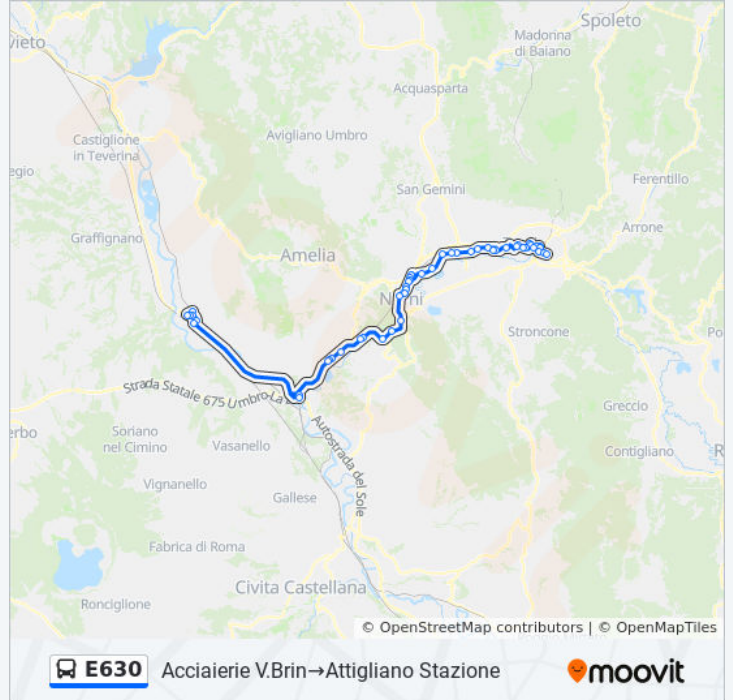 Spoleto
vieto
Madorina
di Baiano
Acquasparta
Castiglione
in Teverina
Avigliano Umbro
egio
San Gemini
Ferentillo
Graffignano
Arrone
Amelia
Stroncone
Po
Strada Statale 675 Umbro-La
Greccio
erbo
Soriano
nel Cimino
Vasanello
Autostrada del Sole
Contigliano
R
Vignanello
Gallese
Fabrica di Roma
Civita Castellana
Ronciglione
© OpenStreetMap contributors | © OpenMapTiles
E630 Acciaierie V.Brin→Attigliano Stazione
moovit